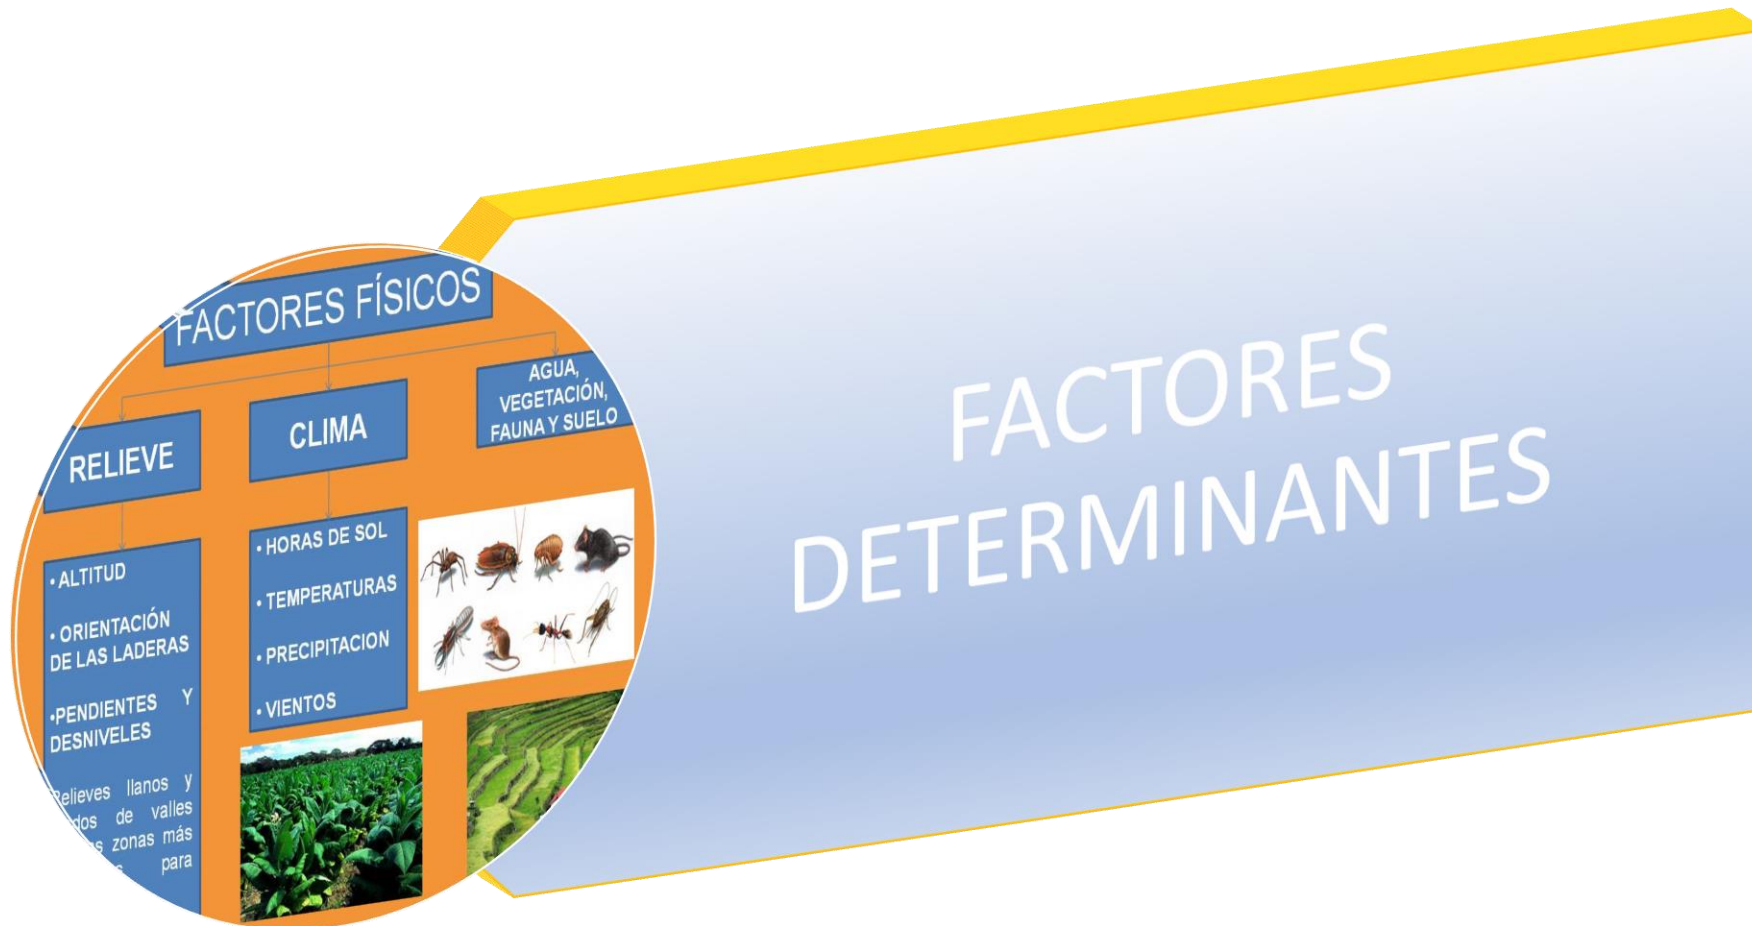 FACTORES FÍSICOS
RELIEVE
CLIMA
AGUA,
VEGETACIÓN,
FAUNA Y SUELO
• ALTITUD
• ORIENTACIÓN
DE LAS LADERAS
•PENDIENTES Y
DESNIVELES
llanos y
de valles
zonas más
para
• HORAS DE SOL
• TEMPERATURAS
• PRECIPITACION
• VIENTOS
FACTORES
DETERMINANTES